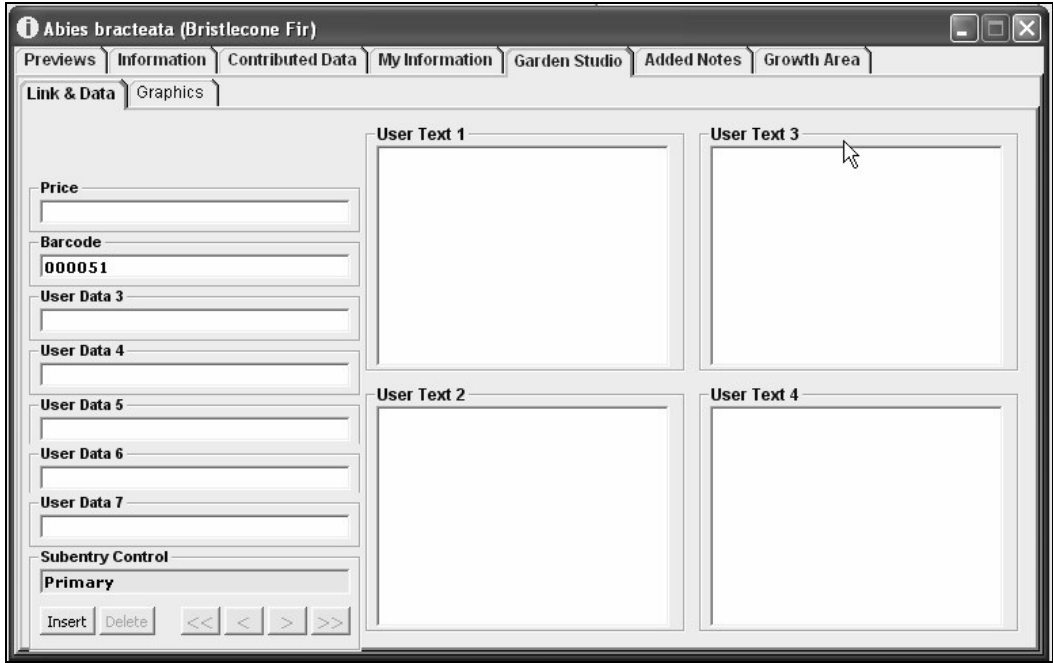 Abies bracteata (Bristlecone Fir)
Previews Information Contributed Data My Information Garden Studio Added Notes Growth Area
Link & Data Graphics
Price
Barcode
000051
User Data 3
User Data 4
User Data 5
User Data 6
User Data 7
Subentry Control
Primary
Insert Delete << < > >>
User Text 1
User Text 2
User Text 3
User Text 4